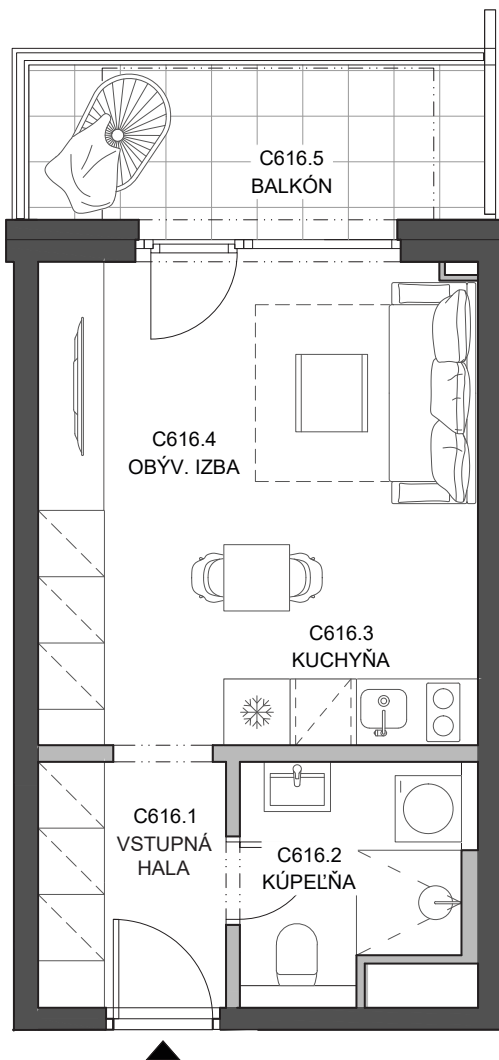 C616.5
BALKÓN
C616.4
OBÝV. IZBA
C616.3
KUCHYŇA
C616.1
VSTUPNÁ
HALA
C616.2
KÚPEĽŇA